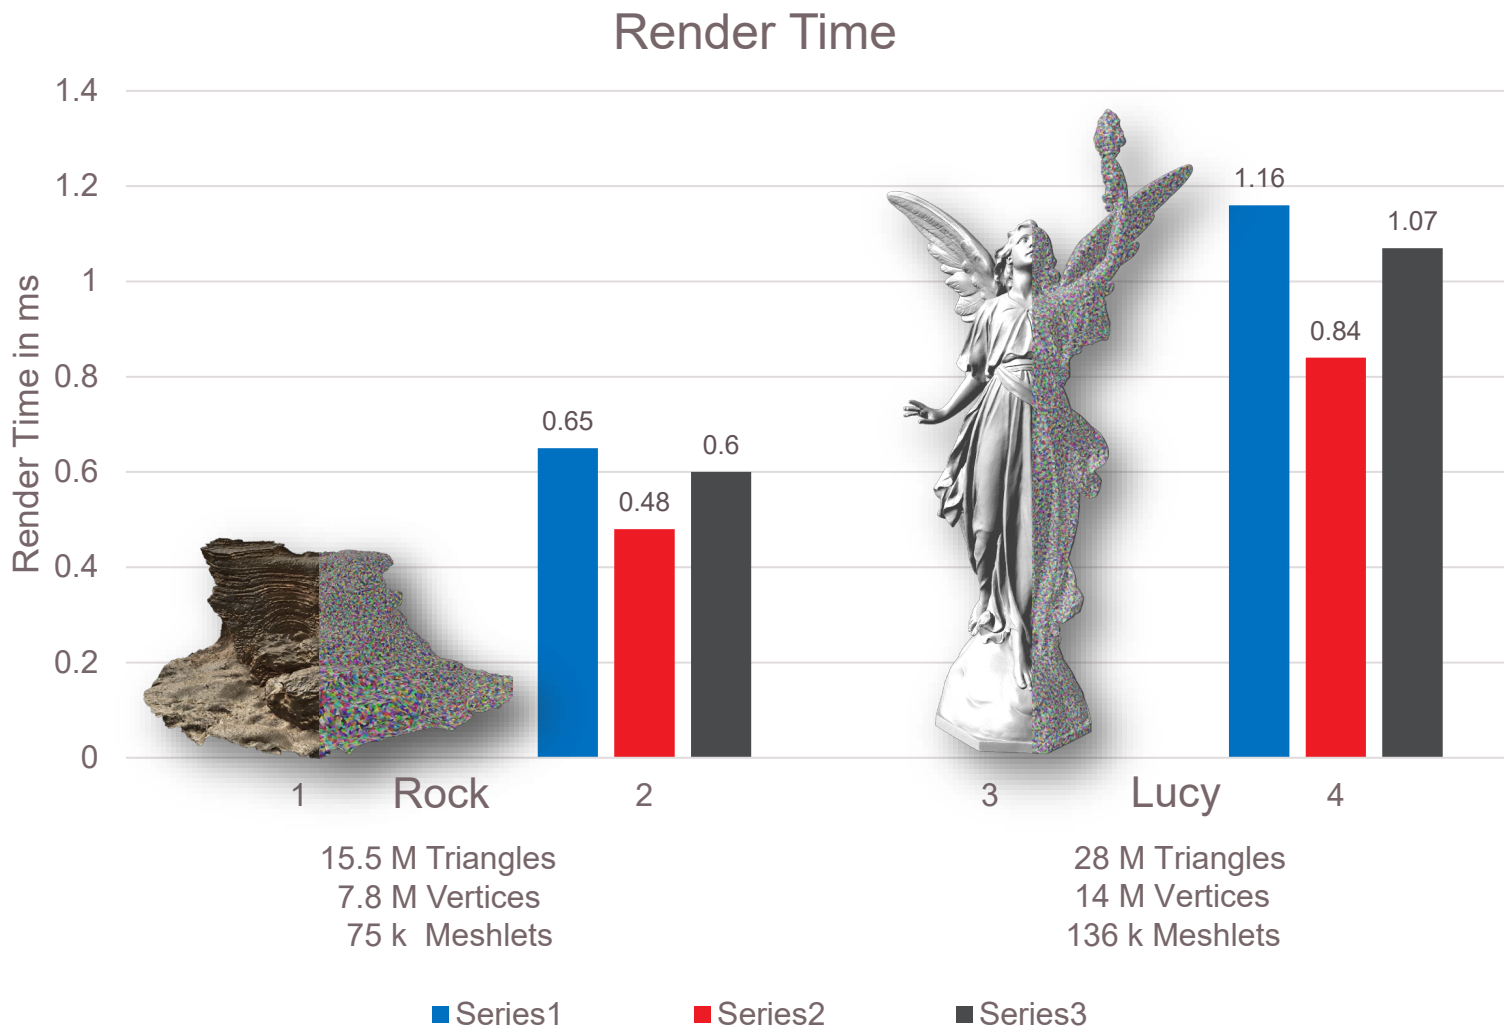 Render Time
1.4
1.2
1
0.8
0.6
0.4
0.2
0
Render Time in ms
0.65
0.48
0.6
1.16
0.84
1.07
1 Rock 2 3 Lucy 4
15.5 M Triangles
7.8 M Vertices
75 k Meshlets
28 M Triangles
14 M Vertices
136 k Meshlets
Series1 Series2 Series3